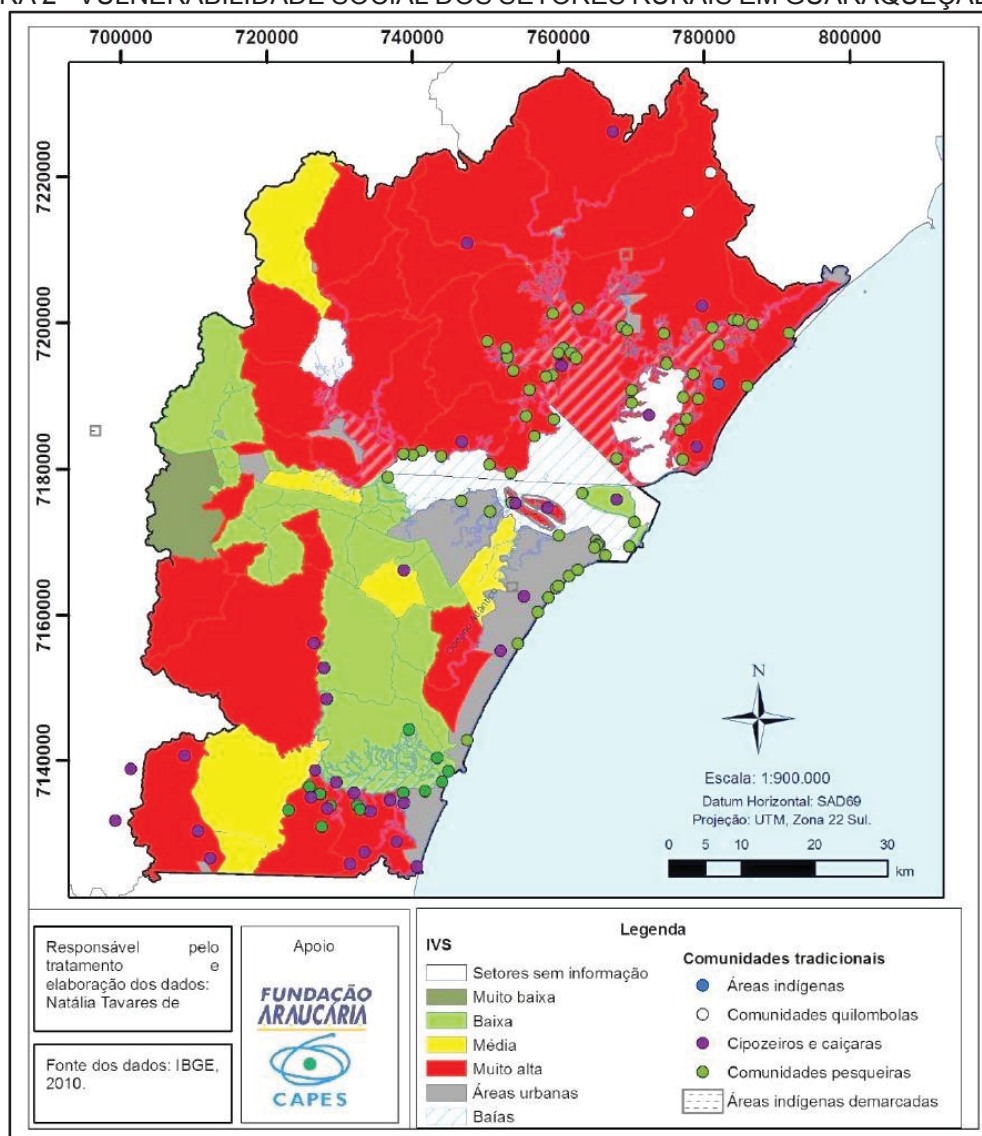 VULNERABILIDADE SOCIAL DOS SETORES RURAIS EM
700000 720000 740000 760000 780000 800000
7220000
7200000
7180000
7160000
7140000
N
Escala: 1:900.000
Datum Horizontal: SAD69
Projeção: UTM, Zona 22 Sul.
0 5 10 20 30
km
Responsável pelo
tratamento e
elaboração dos dados:
Natália Tavares de
Fonte dos dados: IBGE,
2010.
Apoio
FUNDAÇÃO
ARAUCÁRIA
CAPES
Legenda
IVS
Setores sem informação
Muito baixa
Baixa
Média
Muito alta
Áreas urbanas
Baías
Comunidades tradicionais
Áreas indígenas
Comunidades quilombolas
Cipozeiros e caiçaras
Comunidades pesqueiras
Áreas indígenas demarcadas